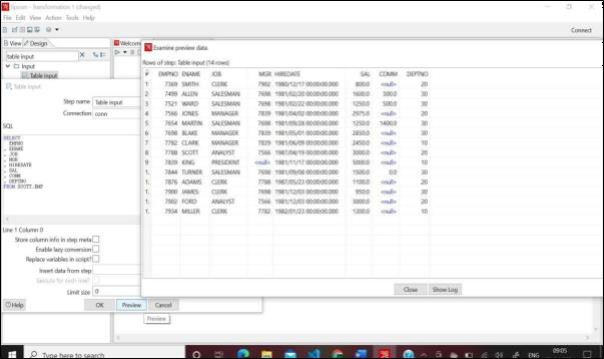 Spoon - Transformation 1 (changed)
File Edit View Action Tools Help
Connect
View Design
Welcome
table input
Input
Table input
Table input
Step name Table input
Connection conn
SQL
SELECT
EMPNO
, ENAME
, JOB
, MGR
, HIREDATE
, SAL
, COMM
, DEPTNO
FROM SCOTT.EMP
Line 1 Column 0
Store column info in step meta
Enable lazy conversion
Replace variables in script?
Insert data from step
Execute for each row?
Limit size 0
Help OK Preview Cancel
Preview
Examine preview data
Rows of step: Table input (14 rows)
# EMPNO ENAME JOB MGR HIREDATE SAL COMM DEPTNO
1 7369 SMITH CLERK 7902 1980/12/17 00:00:00.000 800.0 <null> 20
2 7499 ALLEN SALESMAN 7698 1981/02/20 00:00:00.000 1600.0 300.0 30
3 7521 WARD SALESMAN 7698 1981/02/22 00:00:00.000 1250.0 500.0 30
4 7566 JONES MANAGER 7839 1981/04/02 00:00:00.000 2975.0 <null> 20
5 7654 MARTIN SALESMAN 7698 1981/09/28 00:00:00.000 1250.0 1400.0 30
6 7698 BLAKE MANAGER 7839 1981/05/01 00:00:00.000 2850.0 <null> 30
7 7782 CLARK MANAGER 7839 1981/06/09 00:00:00.000 2450.0 <null> 10
8 7788 SCOTT ANALYST 7566 1987/04/19 00:00:00.000 3000.0 <null> 20
9 7839 KING PRESIDENT <null> 1981/11/17 00:00:00.000 5000.0 <null> 10
1. 7844 TURNER SALESMAN 7698 1981/09/08 00:00:00.000 1500.0 0.0 30
1. 7876 ADAMS CLERK 7788 1987/05/23 00:00:00.000 1100.0 <null> 20
1. 7900 JAMES CLERK 7698 1981/12/03 00:00:00.000 950.0 <null> 30
1. 7902 FORD ANALYST 7566 1981/12/03 00:00:00.000 3000.0 <null> 20
1. 7934 MILLER CLERK 7782 1982/01/23 00:00:00.000 1300.0 <null> 10
Close Show Log
Type here to search
ENG
09:05